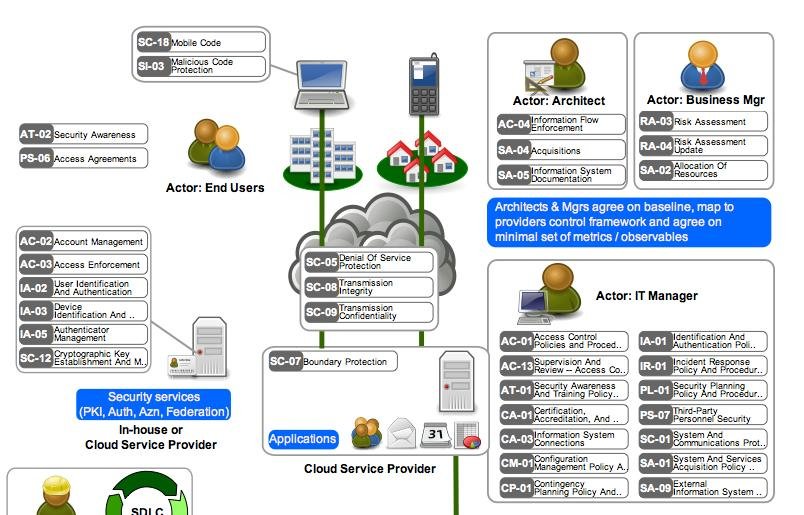 SC-18 Mobile Code
SI-03 Malicious Code
Protection
AT-02 Security Awareness
PS-06 Access Agreements
Actor: End Users
Actor: Architect
AC-04 Information Flow
Enforcement
SA-04 Acquisitions
SA-05 Information System
Documentation
Actor: Business Mgr
RA-03 Risk Assessment
RA-04 Risk Assessment
Update
SA-02 Allocation Of
Resources
Architects & Mgrs agree on baseline, map to
providers control framework and agree on
minimal set of metrics / observables
AC-02 Account Management
AC-03 Access Enforcement
IA-02 User Identification
And Authentication
IA-03 Device
Identification And ..
IA-05 Authenticator
Management
SC-12 Cryptographic Key
Establishment And M..
Security services
(PKI, Auth, Azn, Federation)
In-house or
Cloud Service Provider
SC-05 Denial Of Service
Protection
SC-08 Transmission
Integrity
SC-09 Transmission
Confidentiality
SC-07 Boundary Protection
Applications
31
Cloud Service Provider
Actor: IT Manager
AC-01 Access Control
Policies and Proced..
AC-13 Supervision And
Review -- Access Co..
AT-01 Security Awareness
And Training Policy..
CA-01 Certification,
Accreditation, And ..
CA-03 Information System
Connections
CM-01 Configuration
Management Policy A..
CP-01 Contingency
Planning Policy And..
IA-01 Identification And
Authentication Poli..
IR-01 Incident Response
Policy And Procedur..
PL-01 Security Planning
Policy And Procedur..
PS-07 Third-Party
Personnel Security
SC-01 System And
Communications Prot..
SA-01 System And Services
Acquisition Policy ..
SA-09 External
Information System ..
SDLC